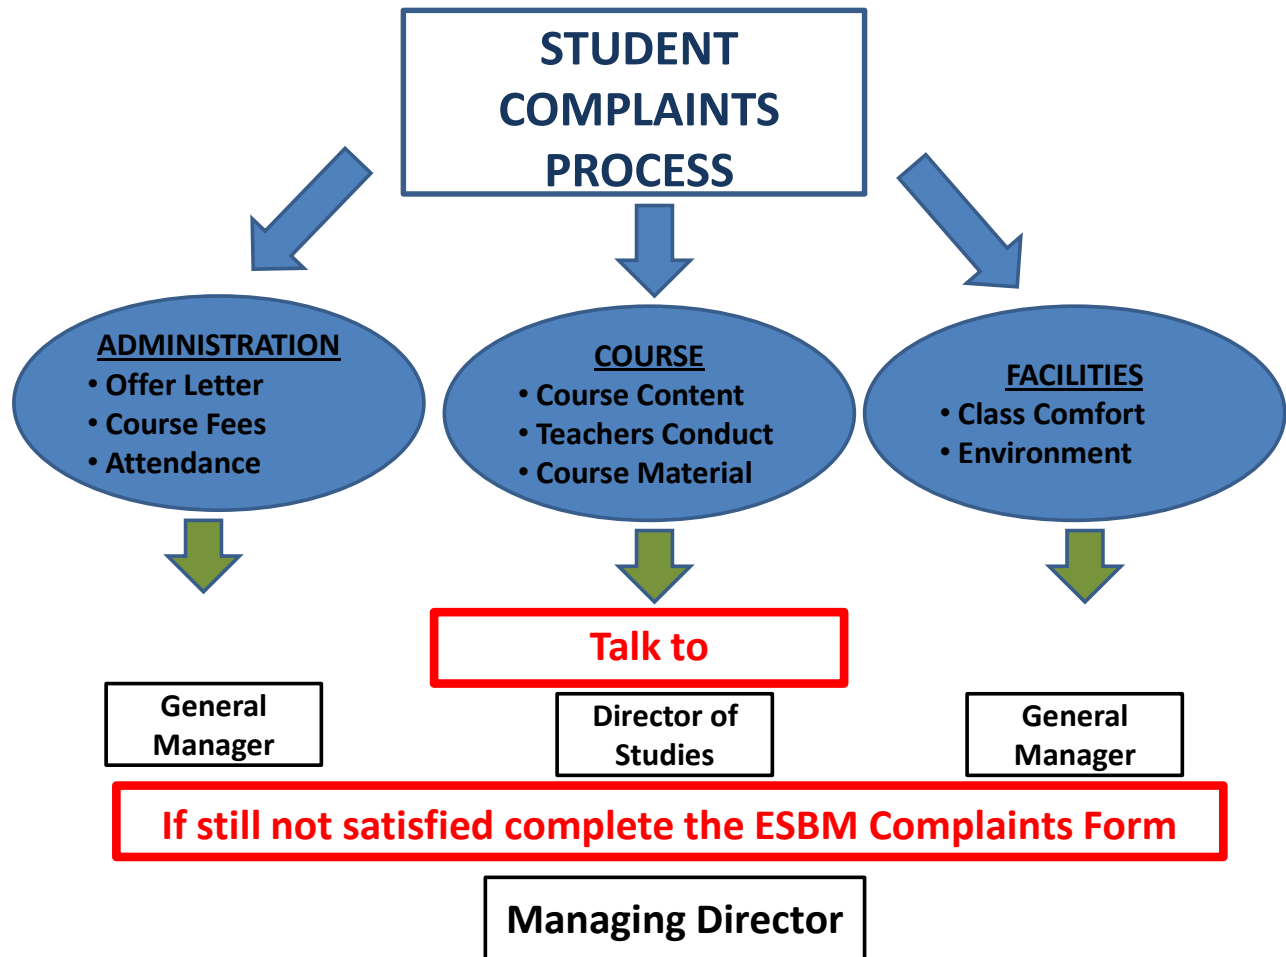 STUDENT
COMPLAINTS
PROCESS
ADMINISTRATION
• Offer Letter
• Course Fees
• Attendance
COURSE
• Course Content
• Teachers Conduct
• Course Material
FACILITIES
• Class Comfort
• Environment
Talk to
General
Manager
Director of
Studies
General
Manager
If still not satisfied complete the ESBM Complaints Form
Managing Director